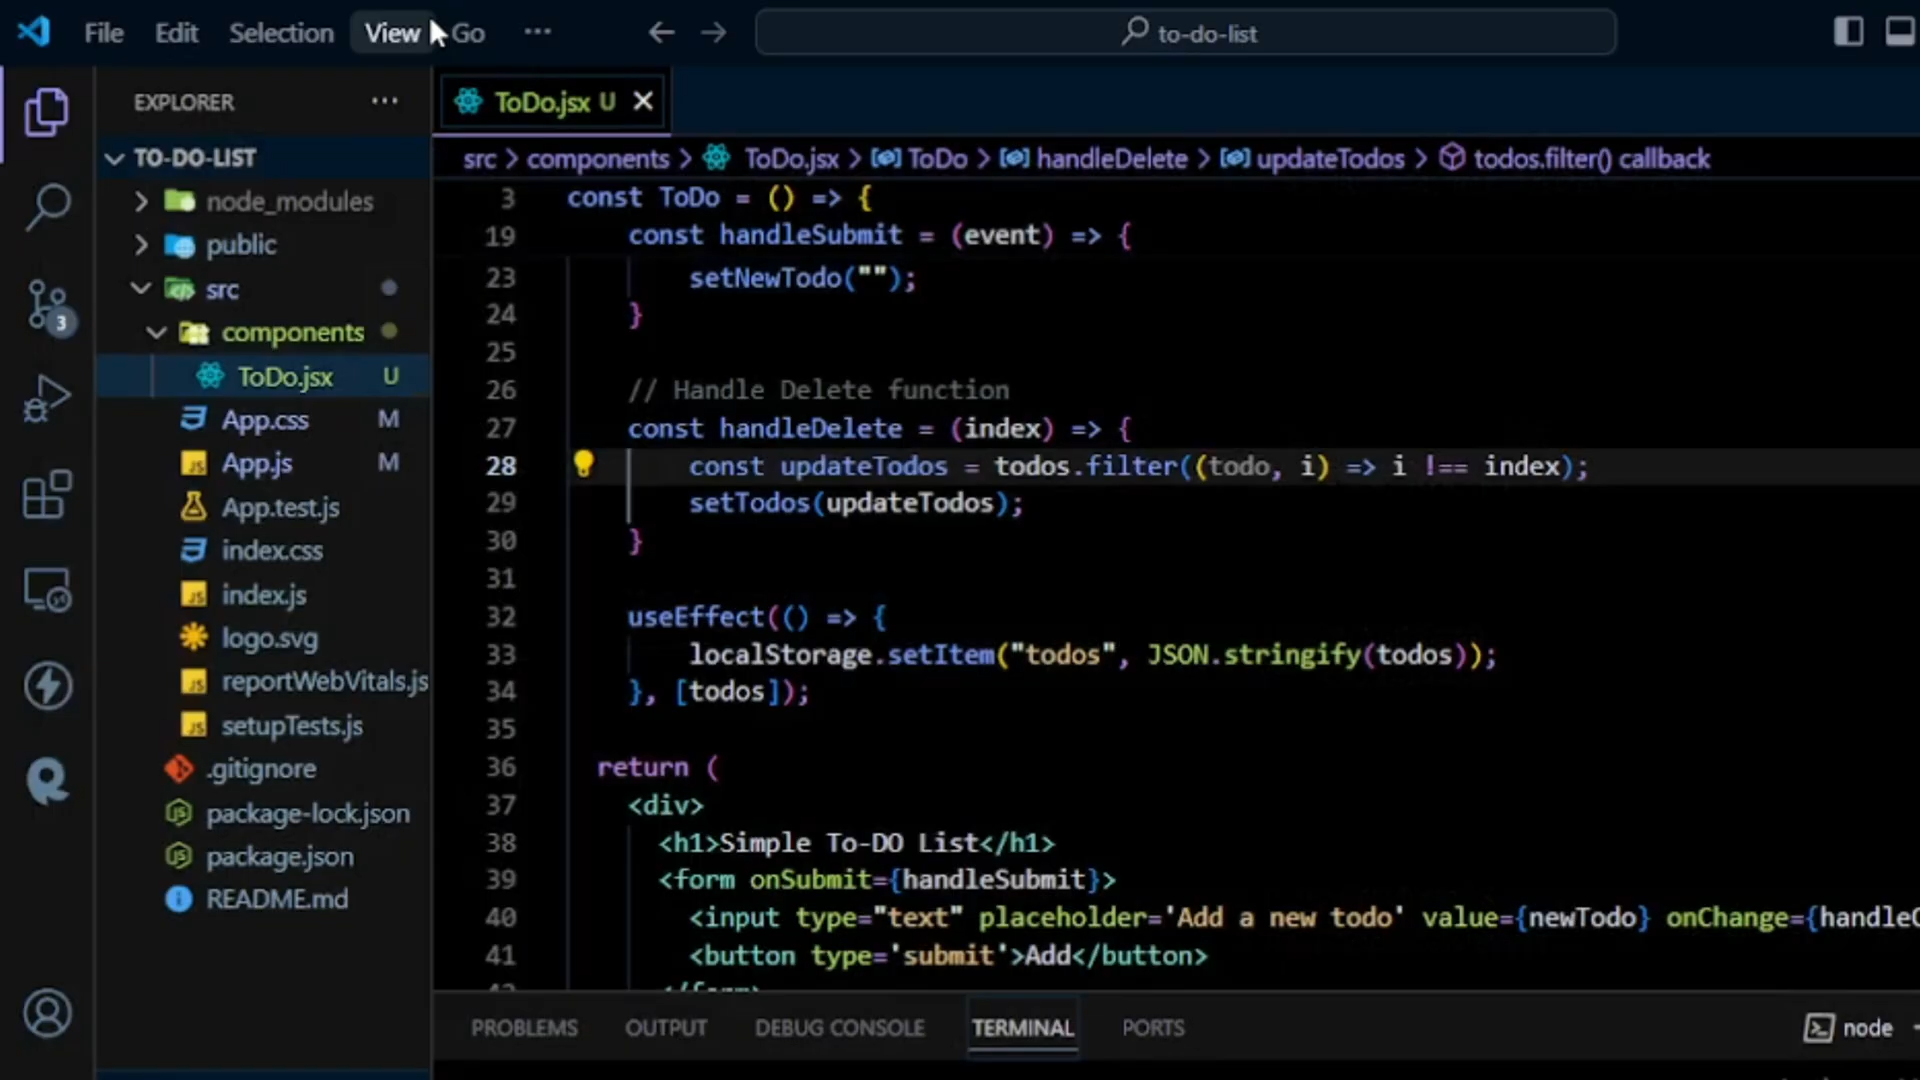 File Edit Selection View Go ··· to-do-list
EXPLORER ···
ToDo.jsx U
TO-DO-LIST
node_modules
public
src
components
ToDo.jsx U
App.css M
App.js M
App.test.js
index.css
index.js
logo.svg
reportWebVitals.js
setupTests.js
.gitignore
package-lock.json
package.json
README.md
3
src > components > ToDo.jsx > ToDo > handleDelete > updateTodos > todos.filter() callback
3 const ToDo = () => {
19 const handleSubmit = (event) => {
23 setNewTodo("");
24 }
25
26 // Handle Delete function
27 const handleDelete = (index) => {
28 const updateTodos = todos.filter((todo, i) => i !== index);
29 setTodos(updateTodos);
30 }
31
32 useEffect(() => {
33 localStorage.setItem("todos", JSON.stringify(todos));
34 }, [todos]);
35
36 return (
37 <div>
38 <h1>Simple To-DO List</h1>
39 <form onSubmit={handleSubmit}>
40 <input type="text" placeholder='Add a new todo' value={newTodo} onChange={handleC
41 <button type='submit'>Add</button>
42 </form>
PROBLEMS OUTPUT DEBUG CONSOLE TERMINAL PORTS node